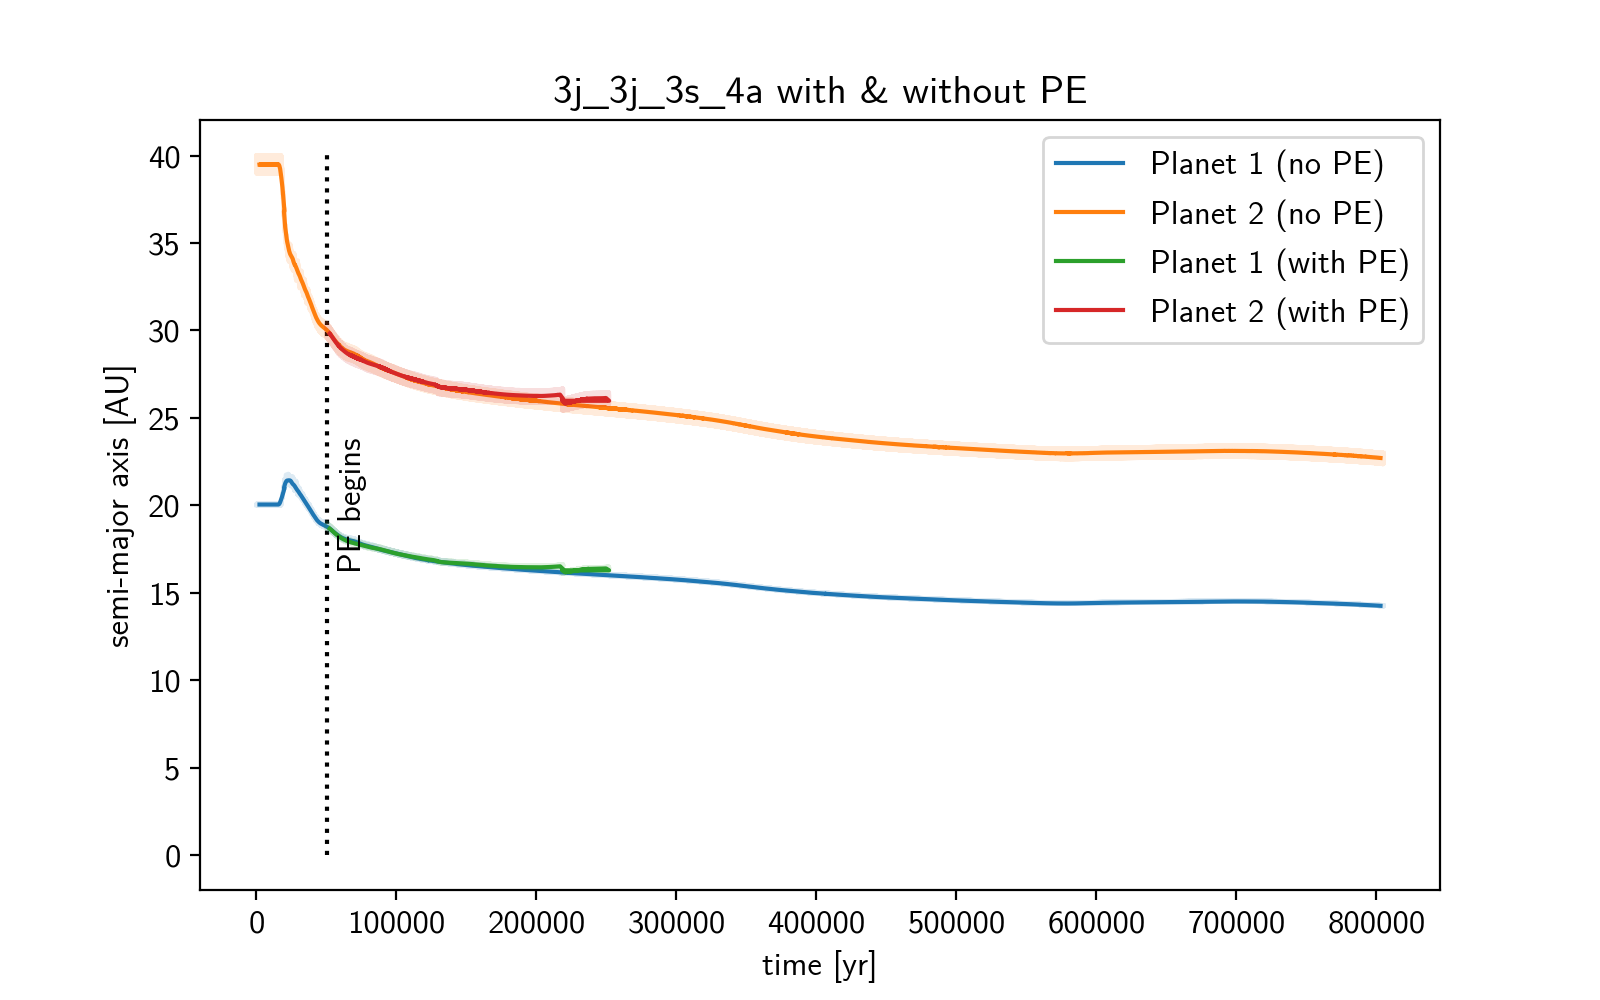 3j_3j_3s_4a with & without PE
Planet 1 (no PE)
Planet 2 (no PE)
Planet 1 (with PE)
Planet 2 (with PE)
semi-major axis [AU]
40
35
30
25
20
15
10
5
0
PE begins
0
100000
200000
300000
400000
500000
600000
700000
800000
time [yr]